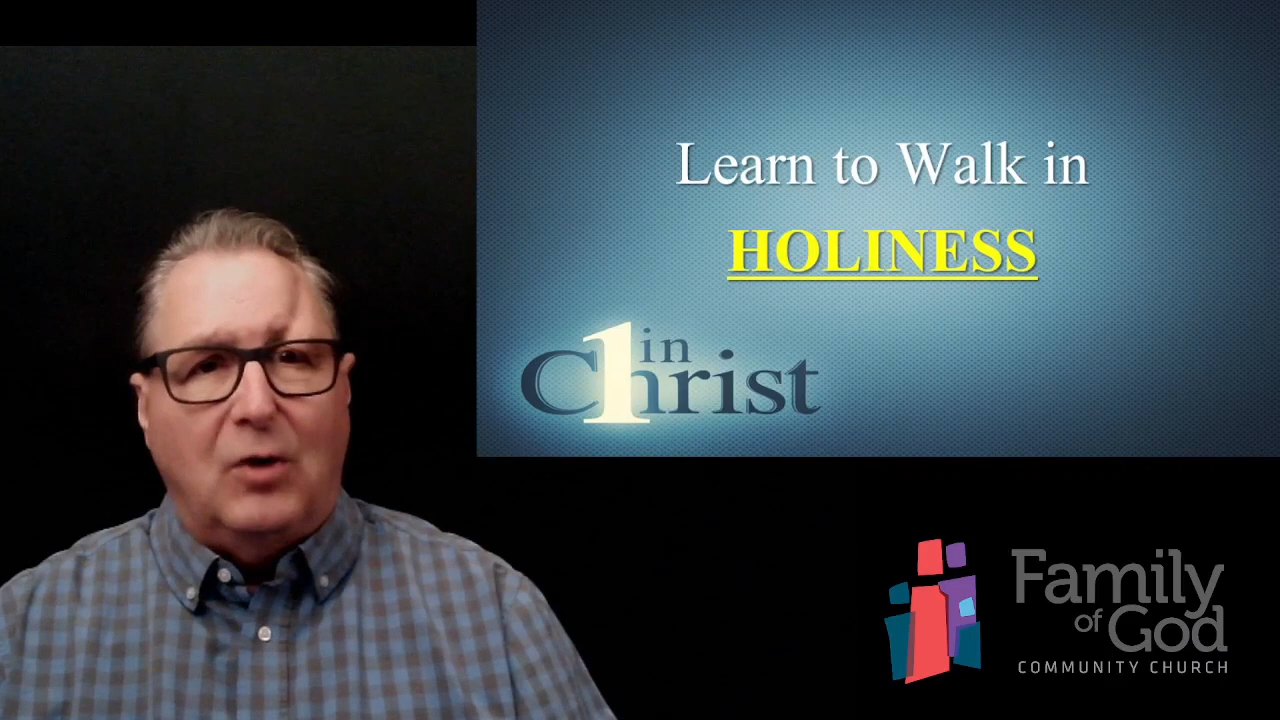 Learn to Walk in
HOLINESS
1 in
Christ
Family
of God
COMMUNITY CHURCH